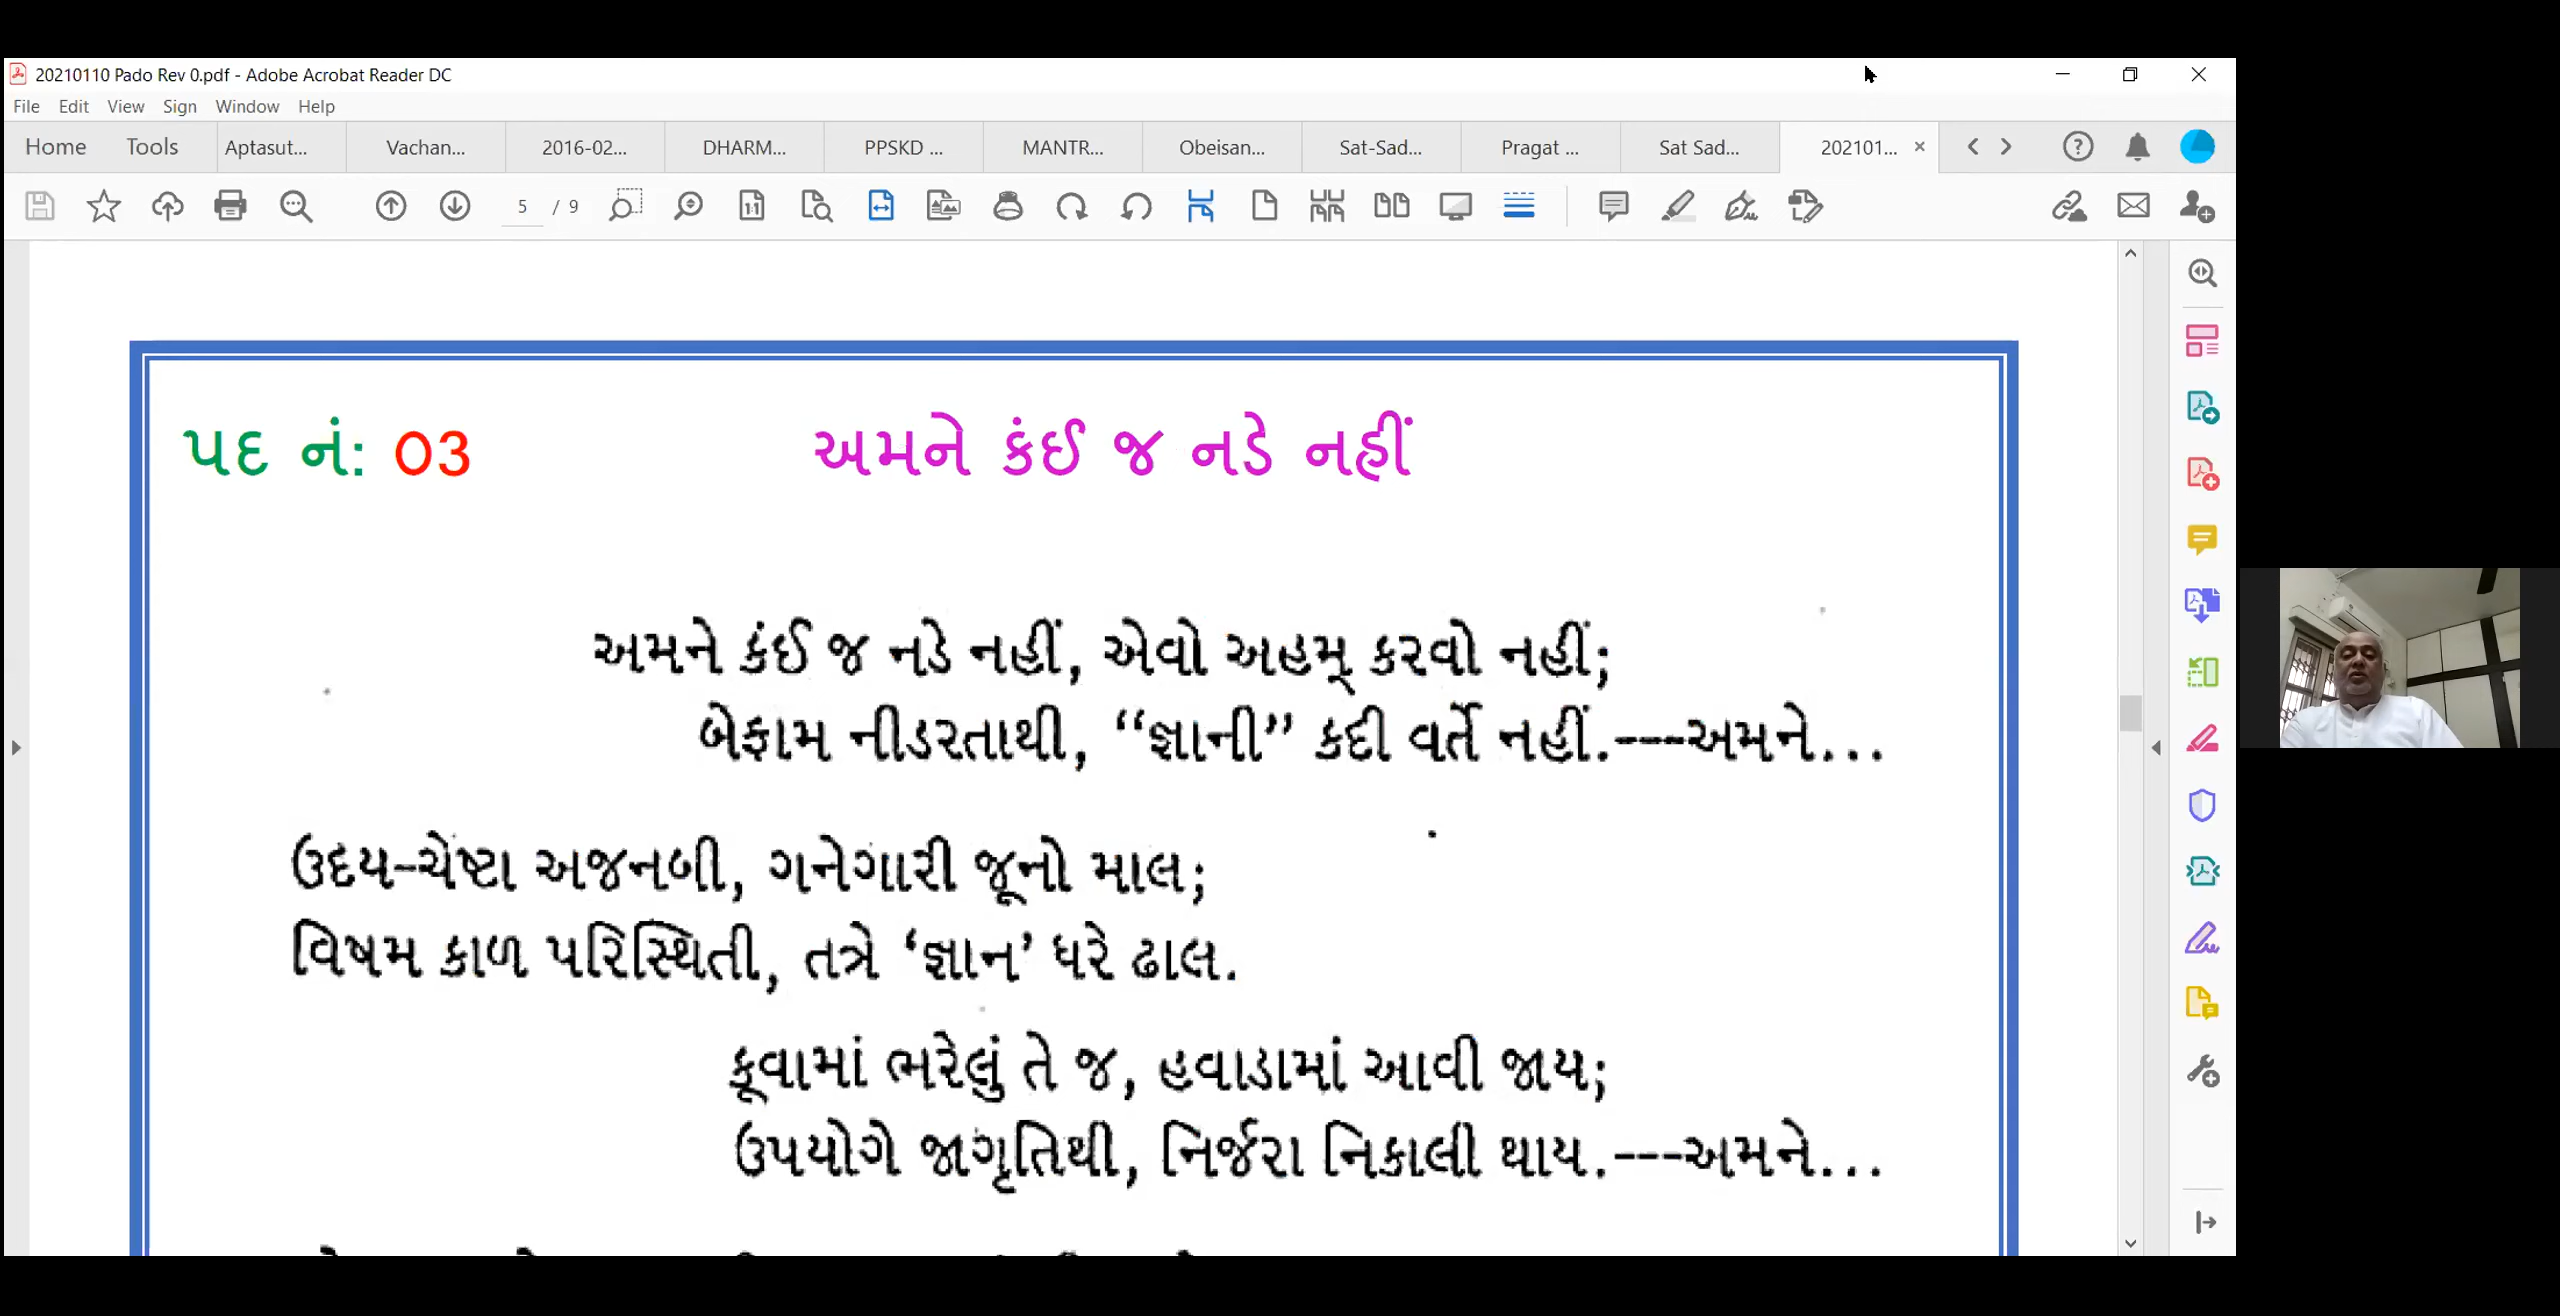 20210110 Pado Rev 0.pdf - Adobe Acrobat Reader DC
File Edit View Sign Window Help
Home Tools Aptasut... Vachan... 2016-02... DHARM... PPSKD ... MANTR... Obeisan... Sat-Sad... Pragat ... Sat Sad... 202101...
5 / 9
પદ નં: 03 અમને કંઈ જ નડે નહીં
અમને કંઈ જ નડે નહીં, એવો અહમ્ કરવો નહીં;
બેફામ નીડરતાથી, “જ્ઞાની” કદી વર્તે નહીં.---અમને...
ઉદય-ચેષ્ટા અજનબી, ગનેગારી જૂનો માલ;
વિષમ કાળ પરિસ્થિતી, તત્રે ‘જ્ઞાન’ ધરે ઢાલ.
કૂવામાં ભરેલું તે જ, હવાડામાં આવી જાય;
ઉપયોગે જાગૃતિથી, નિર્જરા નિકાલી થાય.---અમને...